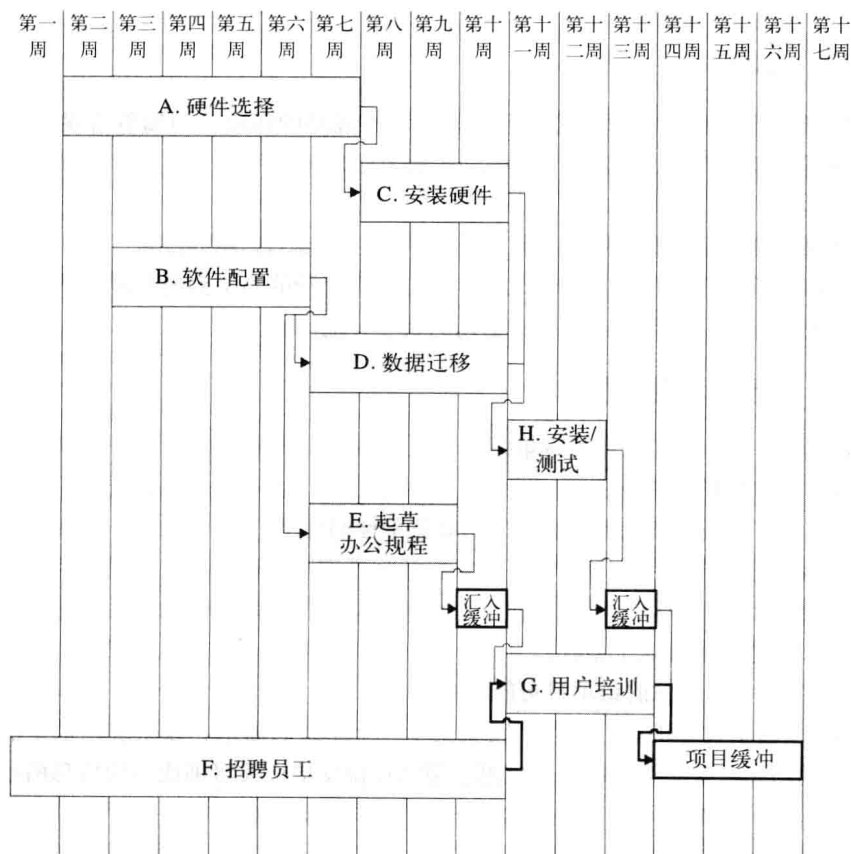 第一 第二 第三 第四 第五 第六 第七 第八 第九 第十 第十 第十 第十 第十 第十 第十 第十
周 周 周 周 周 周 周 周 周 周 一周 二周 三周 四周 五周 六周 七周
A. 硬件选择
C. 安装硬件
B. 软件配置
D. 数据迁移
H. 安装/
测试
E. 起草
办公规程
汇入 汇入
缓冲 缓冲
G. 用户培训
项目缓冲
F. 招聘员工